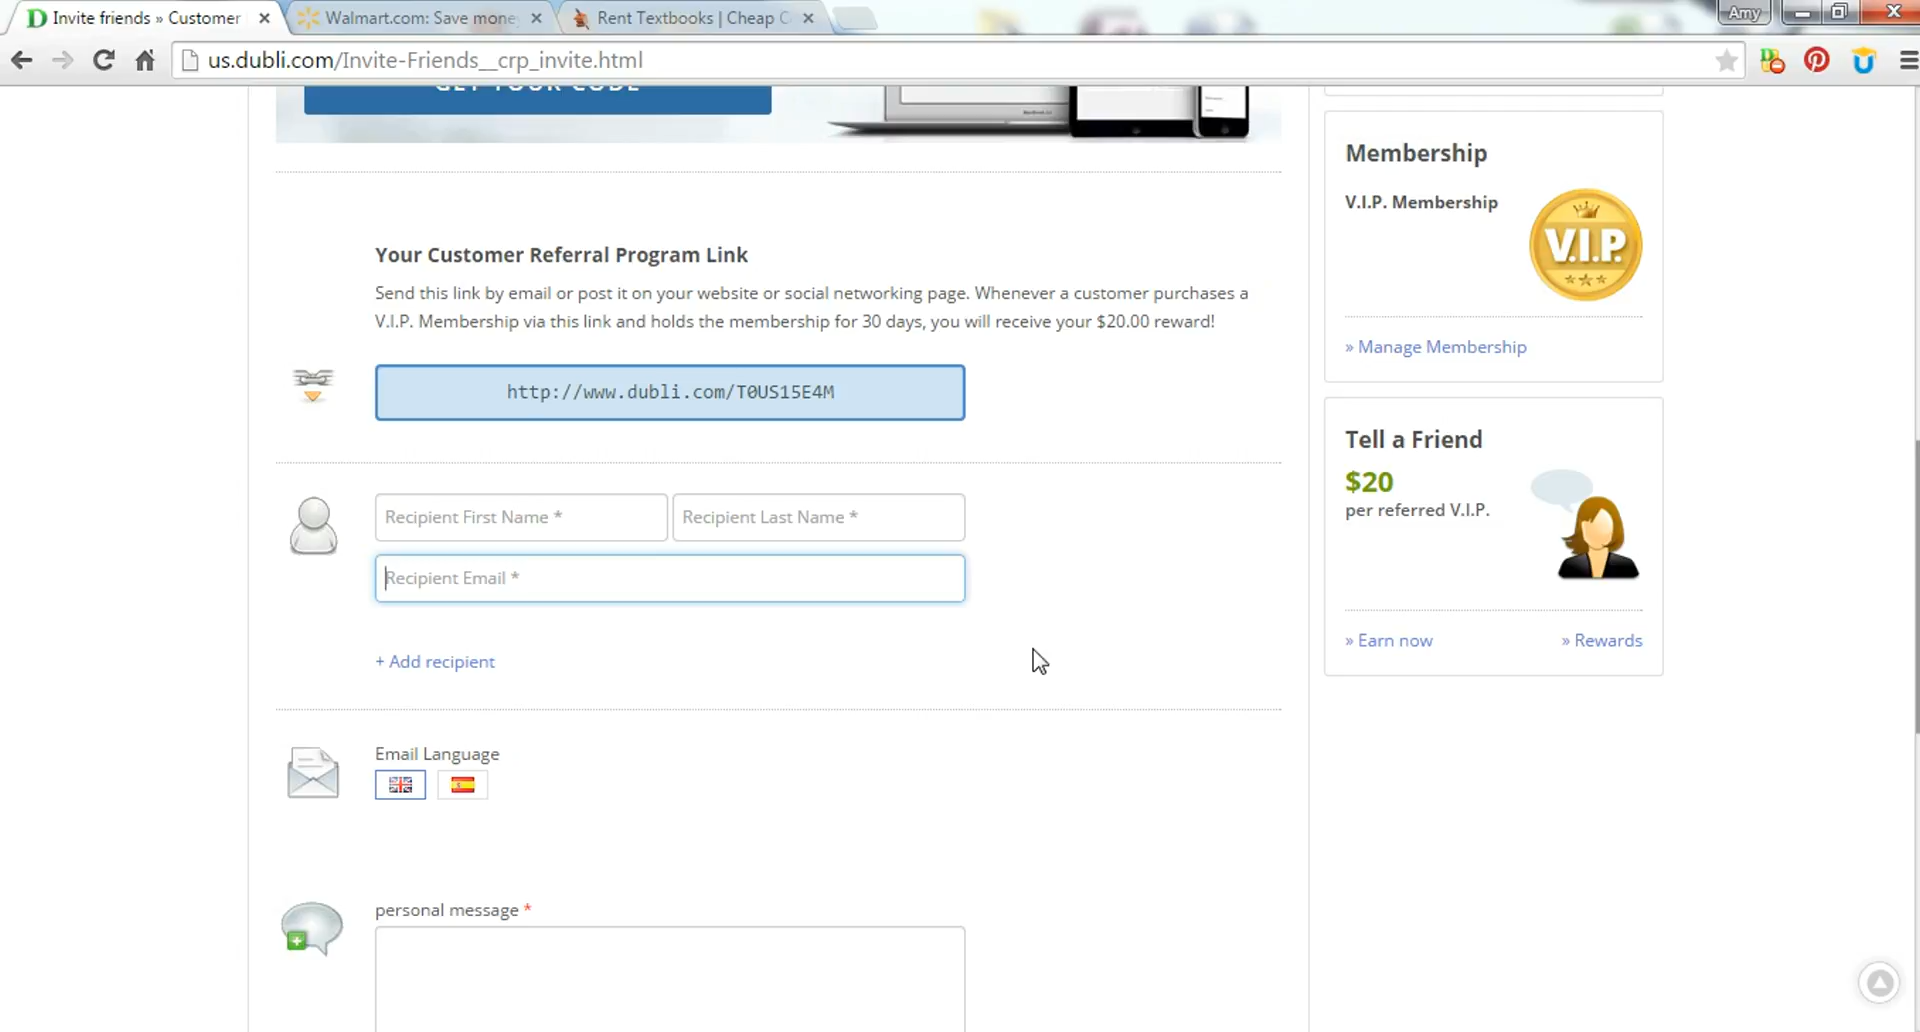 Invite friends » Customer
Walmart.com: Save mone
Rent Textbooks | Cheap C
Amy
us.dubli.com/Invite-Friends__crp_invite.html
GET YOUR CODE
Membership
V.I.P. Membership
V.I.P.
» Manage Membership
Your Customer Referral Program Link
Send this link by email or post it on your website or social networking page. Whenever a customer purchases a
V.I.P. Membership via this link and holds the membership for 30 days, you will receive your $20.00 reward!
http://www.dubli.com/T0US15E4M
Tell a Friend
$20
per referred V.I.P.
» Earn now
» Rewards
Recipient First Name *
Recipient Last Name *
Recipient Email *
+ Add recipient
Email Language
personal message *